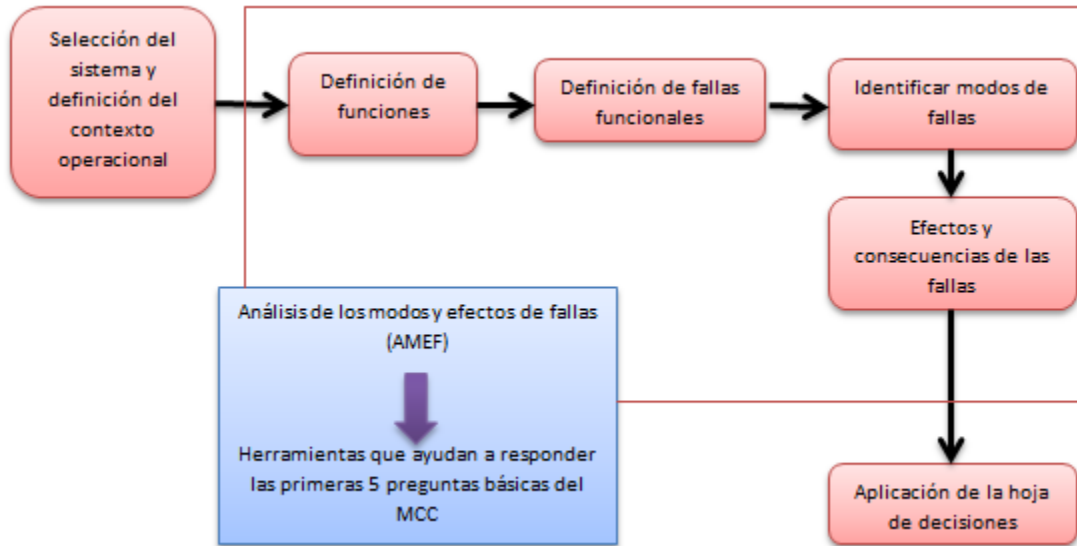 Selección del
sistema y
definición del
contexto
operacional
Definición de
funciones
Definición de fallas
funcionales
Identificar modos de
fallas
Efectos y
consecuencias de las
fallas
Análisis de los modos y efectos de fallas
(AMEF)
Herramientas que ayudan a responder
las primeras 5 preguntas básicas del
MCC
Aplicación de la hoja
de decisiones